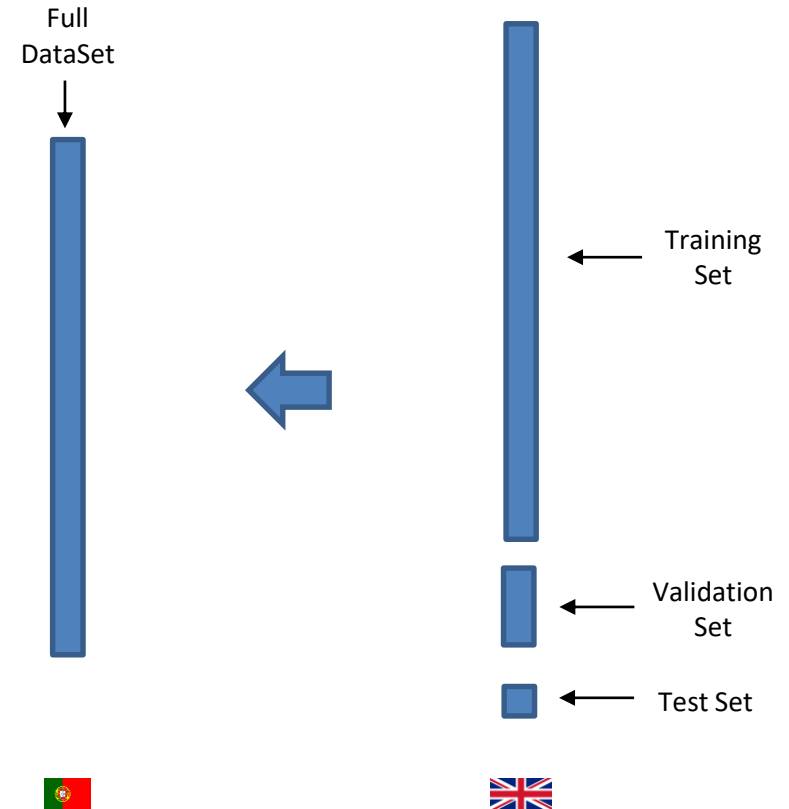 Full
DataSet
Training
Set
Validation
Set
Test Set